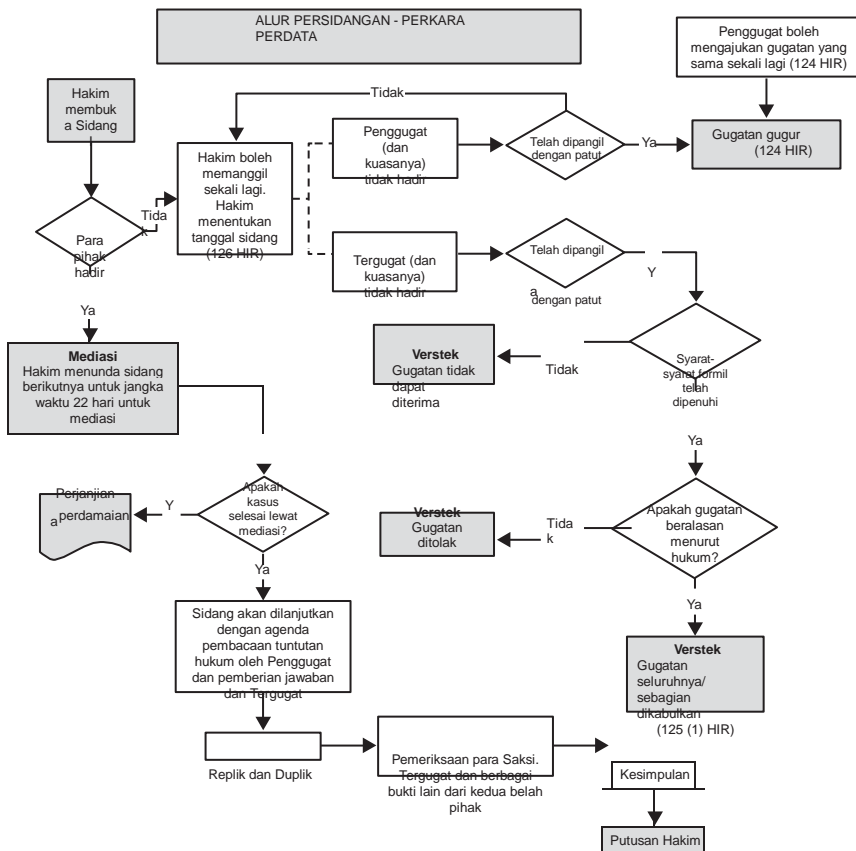 ALUR PERSIDANGAN - PERKARA
PERDATA
Penggugat boleh
mengajukan gugatan yang
sama sekali lagi (124 HIR)
Hakim
membuk
a Sidang
Tidak
Hakim boleh
memanggil
sekali lagi.
Hakim
menentukan
tanggal sidang
(126 HIR)
Penggugat
(dan
kuasanya)
tidak hadir
Telah dipangil
dengan patut
Ya
Gugatan gugur
(124 HIR)
Para
pihak
hadir
Tida
k
Tergugat (dan
kuasanya)
tidak hadir
Telah dipangil
a
dengan patut
Y
Ya
Mediasi
Hakim menunda sidang
berikutnya untuk jangka
waktu 22 hari untuk
mediasi
Verstek
Gugatan tidak
dapat
diterima
Tidak
Syarat-
syarat formil
telah
dipenuhi
Ya
Perjanjian
a perdamaian
Y
Apakah
kasus
selesai lewat
mediasi?
Verstek
Gugatan
ditolak
Tida
k
Apakah gugatan
beralasan
menurut
hukum?
Ya
Ya
Sidang akan dilanjutkan
dengan agenda
pembacaan tuntutan
hukum oleh Penggugat
dan pemberian jawaban
dan Tergugat
Verstek
Gugatan
seluruhnya/
sebagian
dikabulkan
(125 (1) HIR)
Replik dan Duplik
Pemeriksaan para Saksi.
Tergugat dan berbagai
bukti lain dari kedua belah
pihak
Kesimpulan
Putusan Hakim